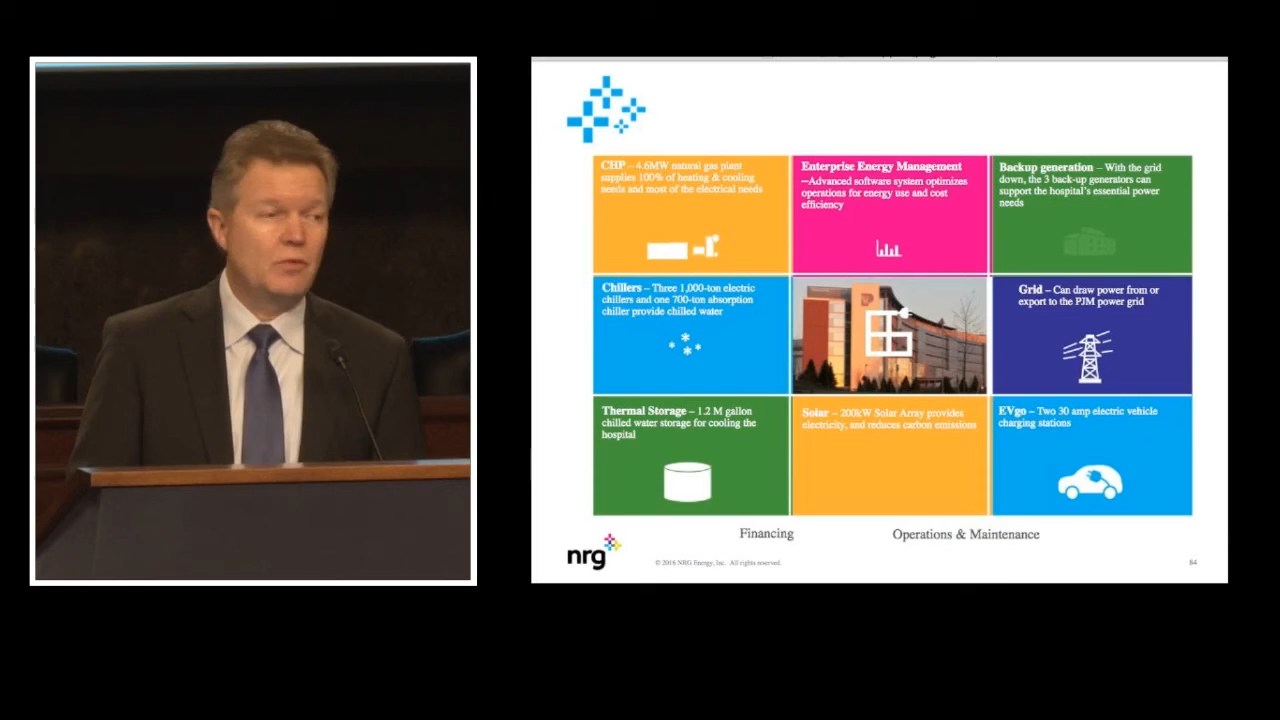 CHP – 4.6MW natural gas plant
supplies 100% of heating & cooling
needs and most of the electrical needs
Enterprise Energy Management
–Advanced software system optimizes
operations for energy use and cost
efficiency
Backup generation – With the grid
down, the 3 back-up generators can
support the hospital's essential power
needs
Chillers – Three 1,000-ton electric
chillers and one 700-ton absorption
chiller provide chilled water
Grid – Can draw power from or
export to the PJM power grid
Thermal Storage – 1.2 M gallon
chilled water storage for cooling the
hospital
Solar – 200kW Solar Array provides
electricity, and reduces carbon emissions
EVgo – Two 30 amp electric vehicle
charging stations
Financing
Operations & Maintenance
nrg
© 2016 NRG Energy, Inc. All rights reserved.
84